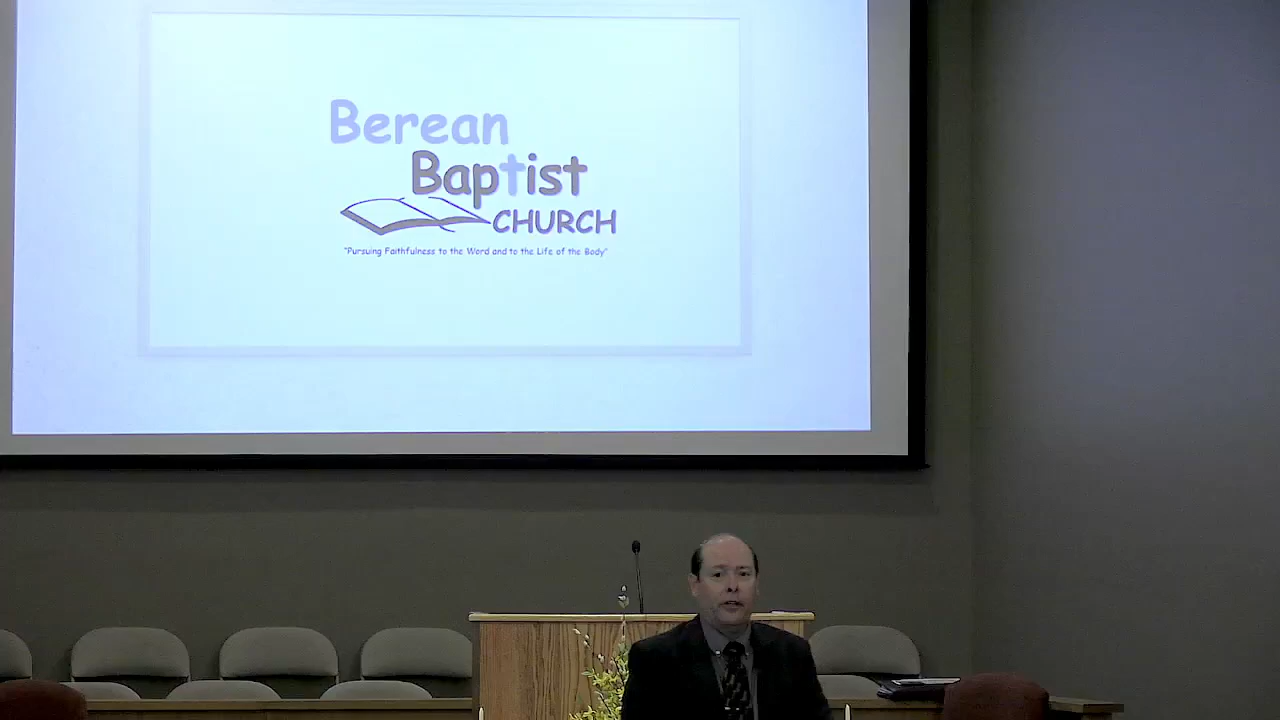 Berean
Baptist
CHURCH
"Pursuing Faithfulness to the Word and to the Life of the Body"